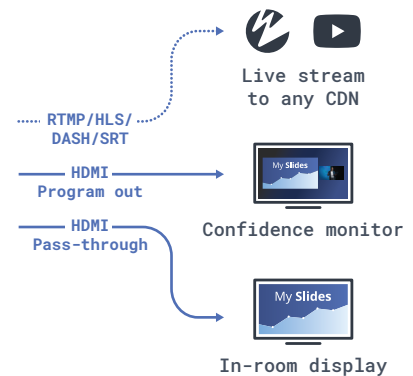 Live stream
to any CDN
RTMP/HLS/
DASH/SRT
HDMI
Program out
My Slides
Confidence monitor
HDMI
Pass-through
My Slides
In-room display